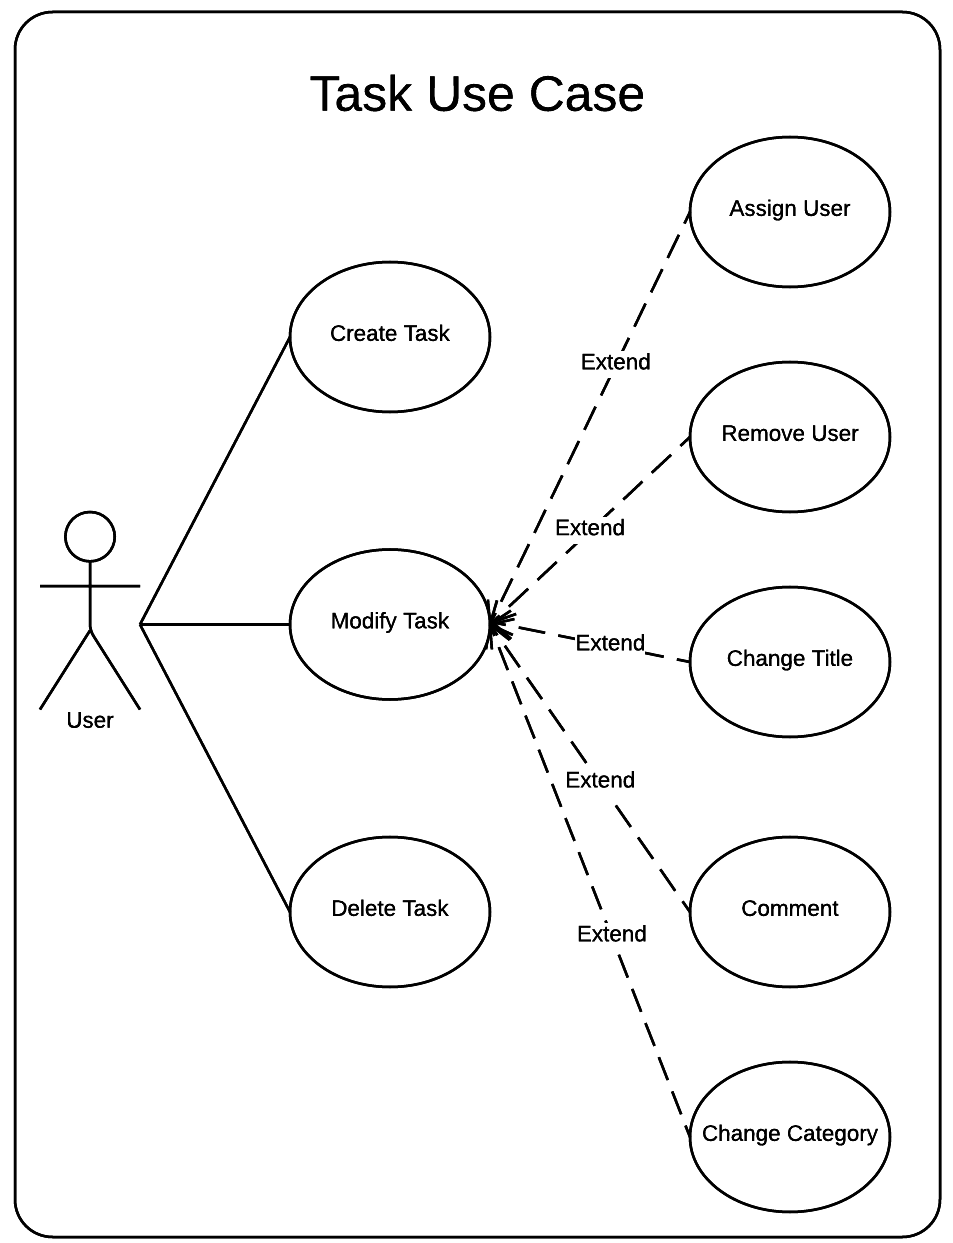 Task Use Case
Assign User
Create Task
Extend
Remove User
Extend
Modify Task
Extend
Change Title
User
Extend
Delete Task
Comment
Extend
Change Category